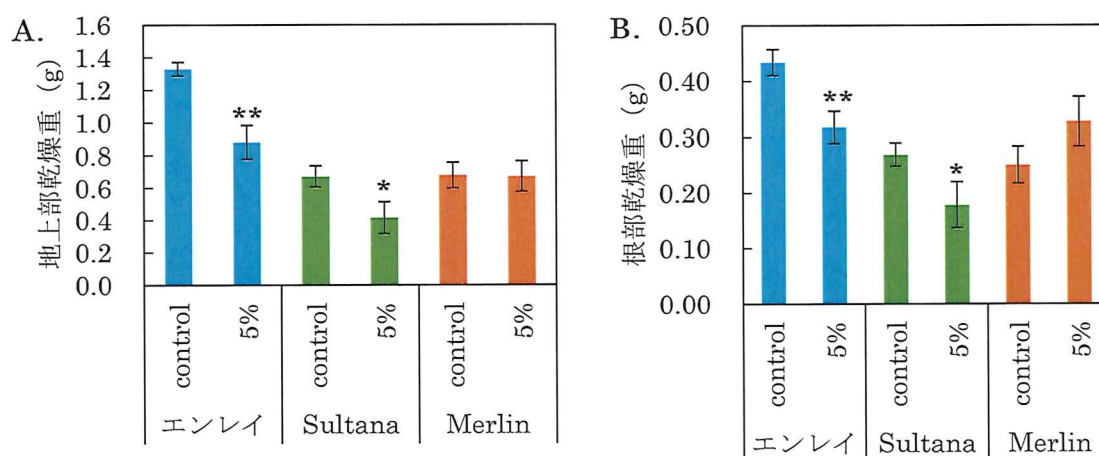 A.
地上部乾燥重 (g)
1.6
1.4
1.2
1.0
0.8
0.6
0.4
0.2
0.0
**
*
control
5%
control
5%
control
5%
エンレイ
Sultana
Merlin
B.
根部乾燥重 (g)
0.50
0.40
0.30
0.20
0.10
0.00
**
*
control
5%
control
5%
control
5%
エンレイ
Sultana
Merlin